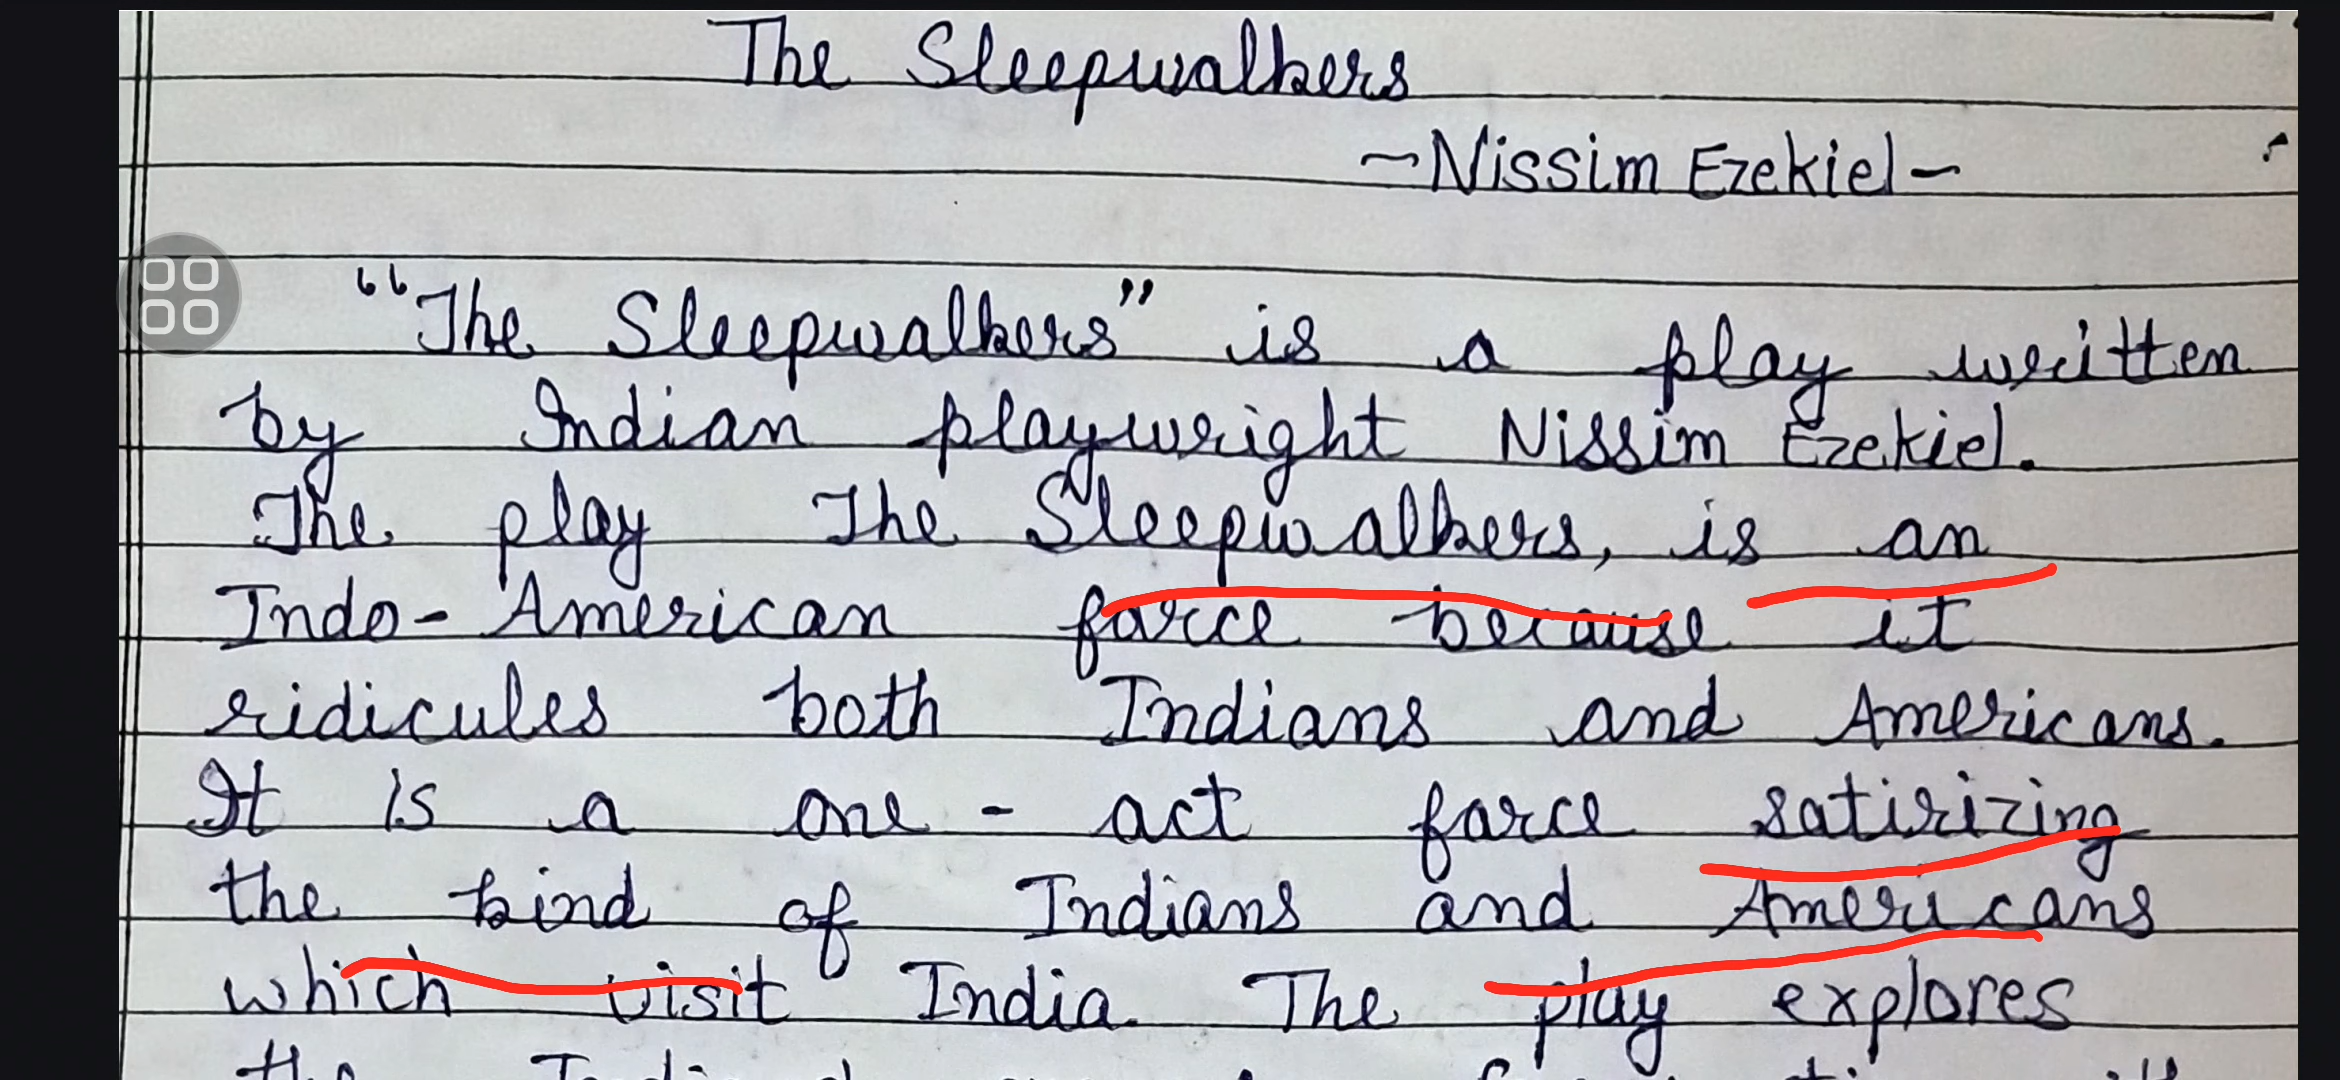 The Sleepwalkers
~Nissim Ezekiel-
"The Sleepwalkers" is a play written
by Indian playwright Nissim Ezekiel.
The play The Sleepwalkers, is an
Indo-American farce because it
ridicules both Indians and Americans.
It is a one-act farce satirizing
the kind of Indians and Americans
which visit India. The play explores
the